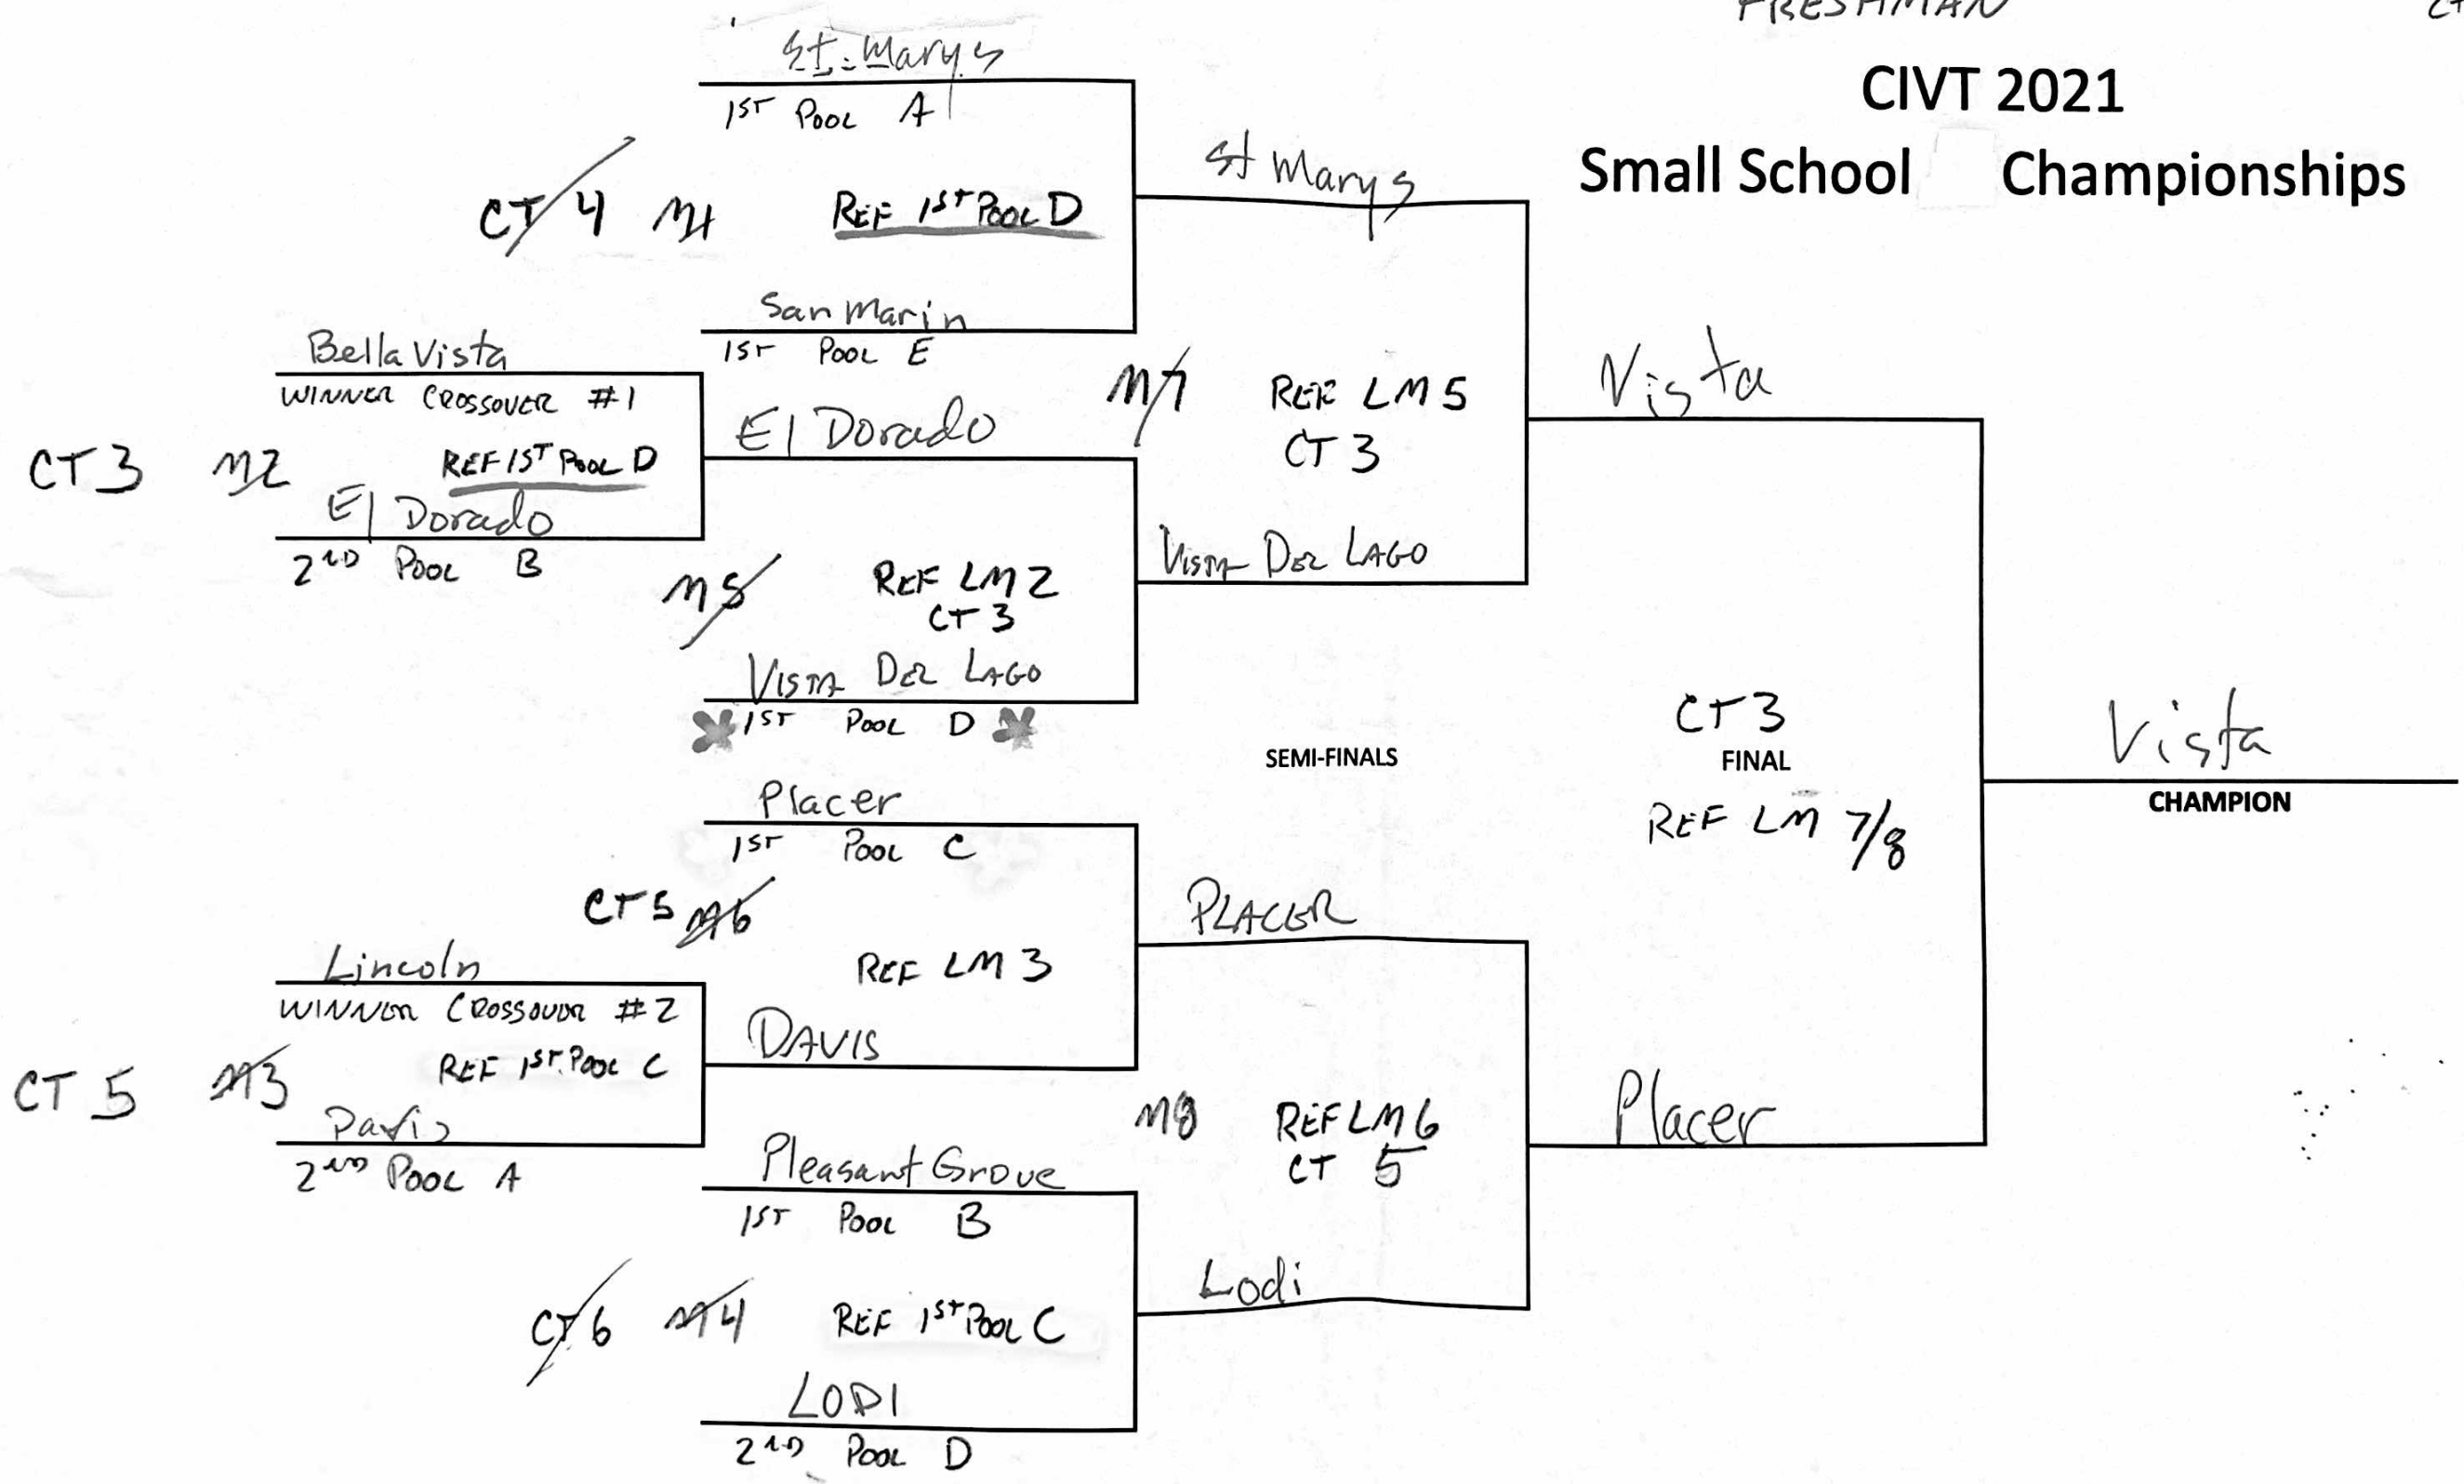 FRESHMAN
CIVT 2021
Small School Championships
St. Marys
1ST POOL A
CT 4 M1 REF 1ST POOL D
San Marin
1ST POOL E
St Marys
Bella Vista
WINNER CROSSOVER #1
CT 3 M2 REF 1ST POOL D
El Dorado
2ND POOL B
El Dorado
M5 REF LM 2
CT 3
VISTA DEL LAGO
1ST POOL D
M7 REF LM 5
CT 3
VISTA DEL LAGO
Vista
SEMI-FINALS
CT 3
FINAL
REF LM 7/8
Vista
CHAMPION
Placer
1ST POOL C
CT 5 M6
REF LM 3
PLACER
Lincoln
WINNER CROSSOVER #2
CT 5 M3 REF 1ST POOL C
Davis
2ND POOL A
DAVIS
M8 REF LM 6
CT 5
Placer
Pleasant Grove
1ST POOL B
CT 6 M4 REF 1ST POOL C
LODI
2ND POOL D
Lodi